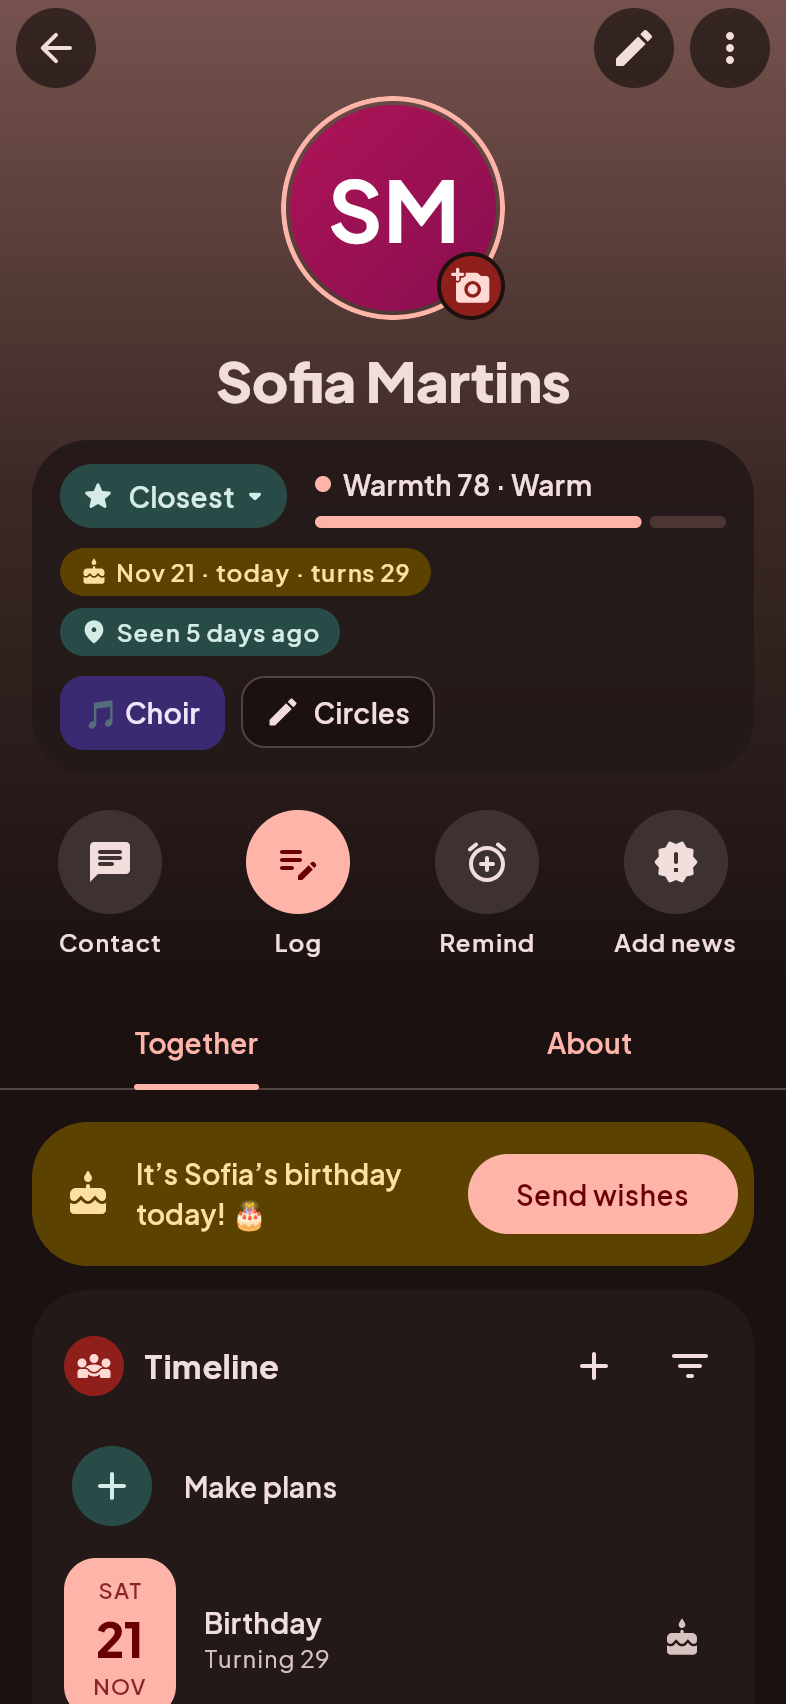 SM
Sofia Martins
Closest
Warmth 78 · Warm
Nov 21 · today · turns 29
Seen 5 days ago
🎵 Choir
Circles
Contact
Log
Remind
Add news
Together
About
It’s Sofia’s birthday
today! 🎂
Send wishes
Timeline
Make plans
SAT
21
NOV
Birthday
Turning 29